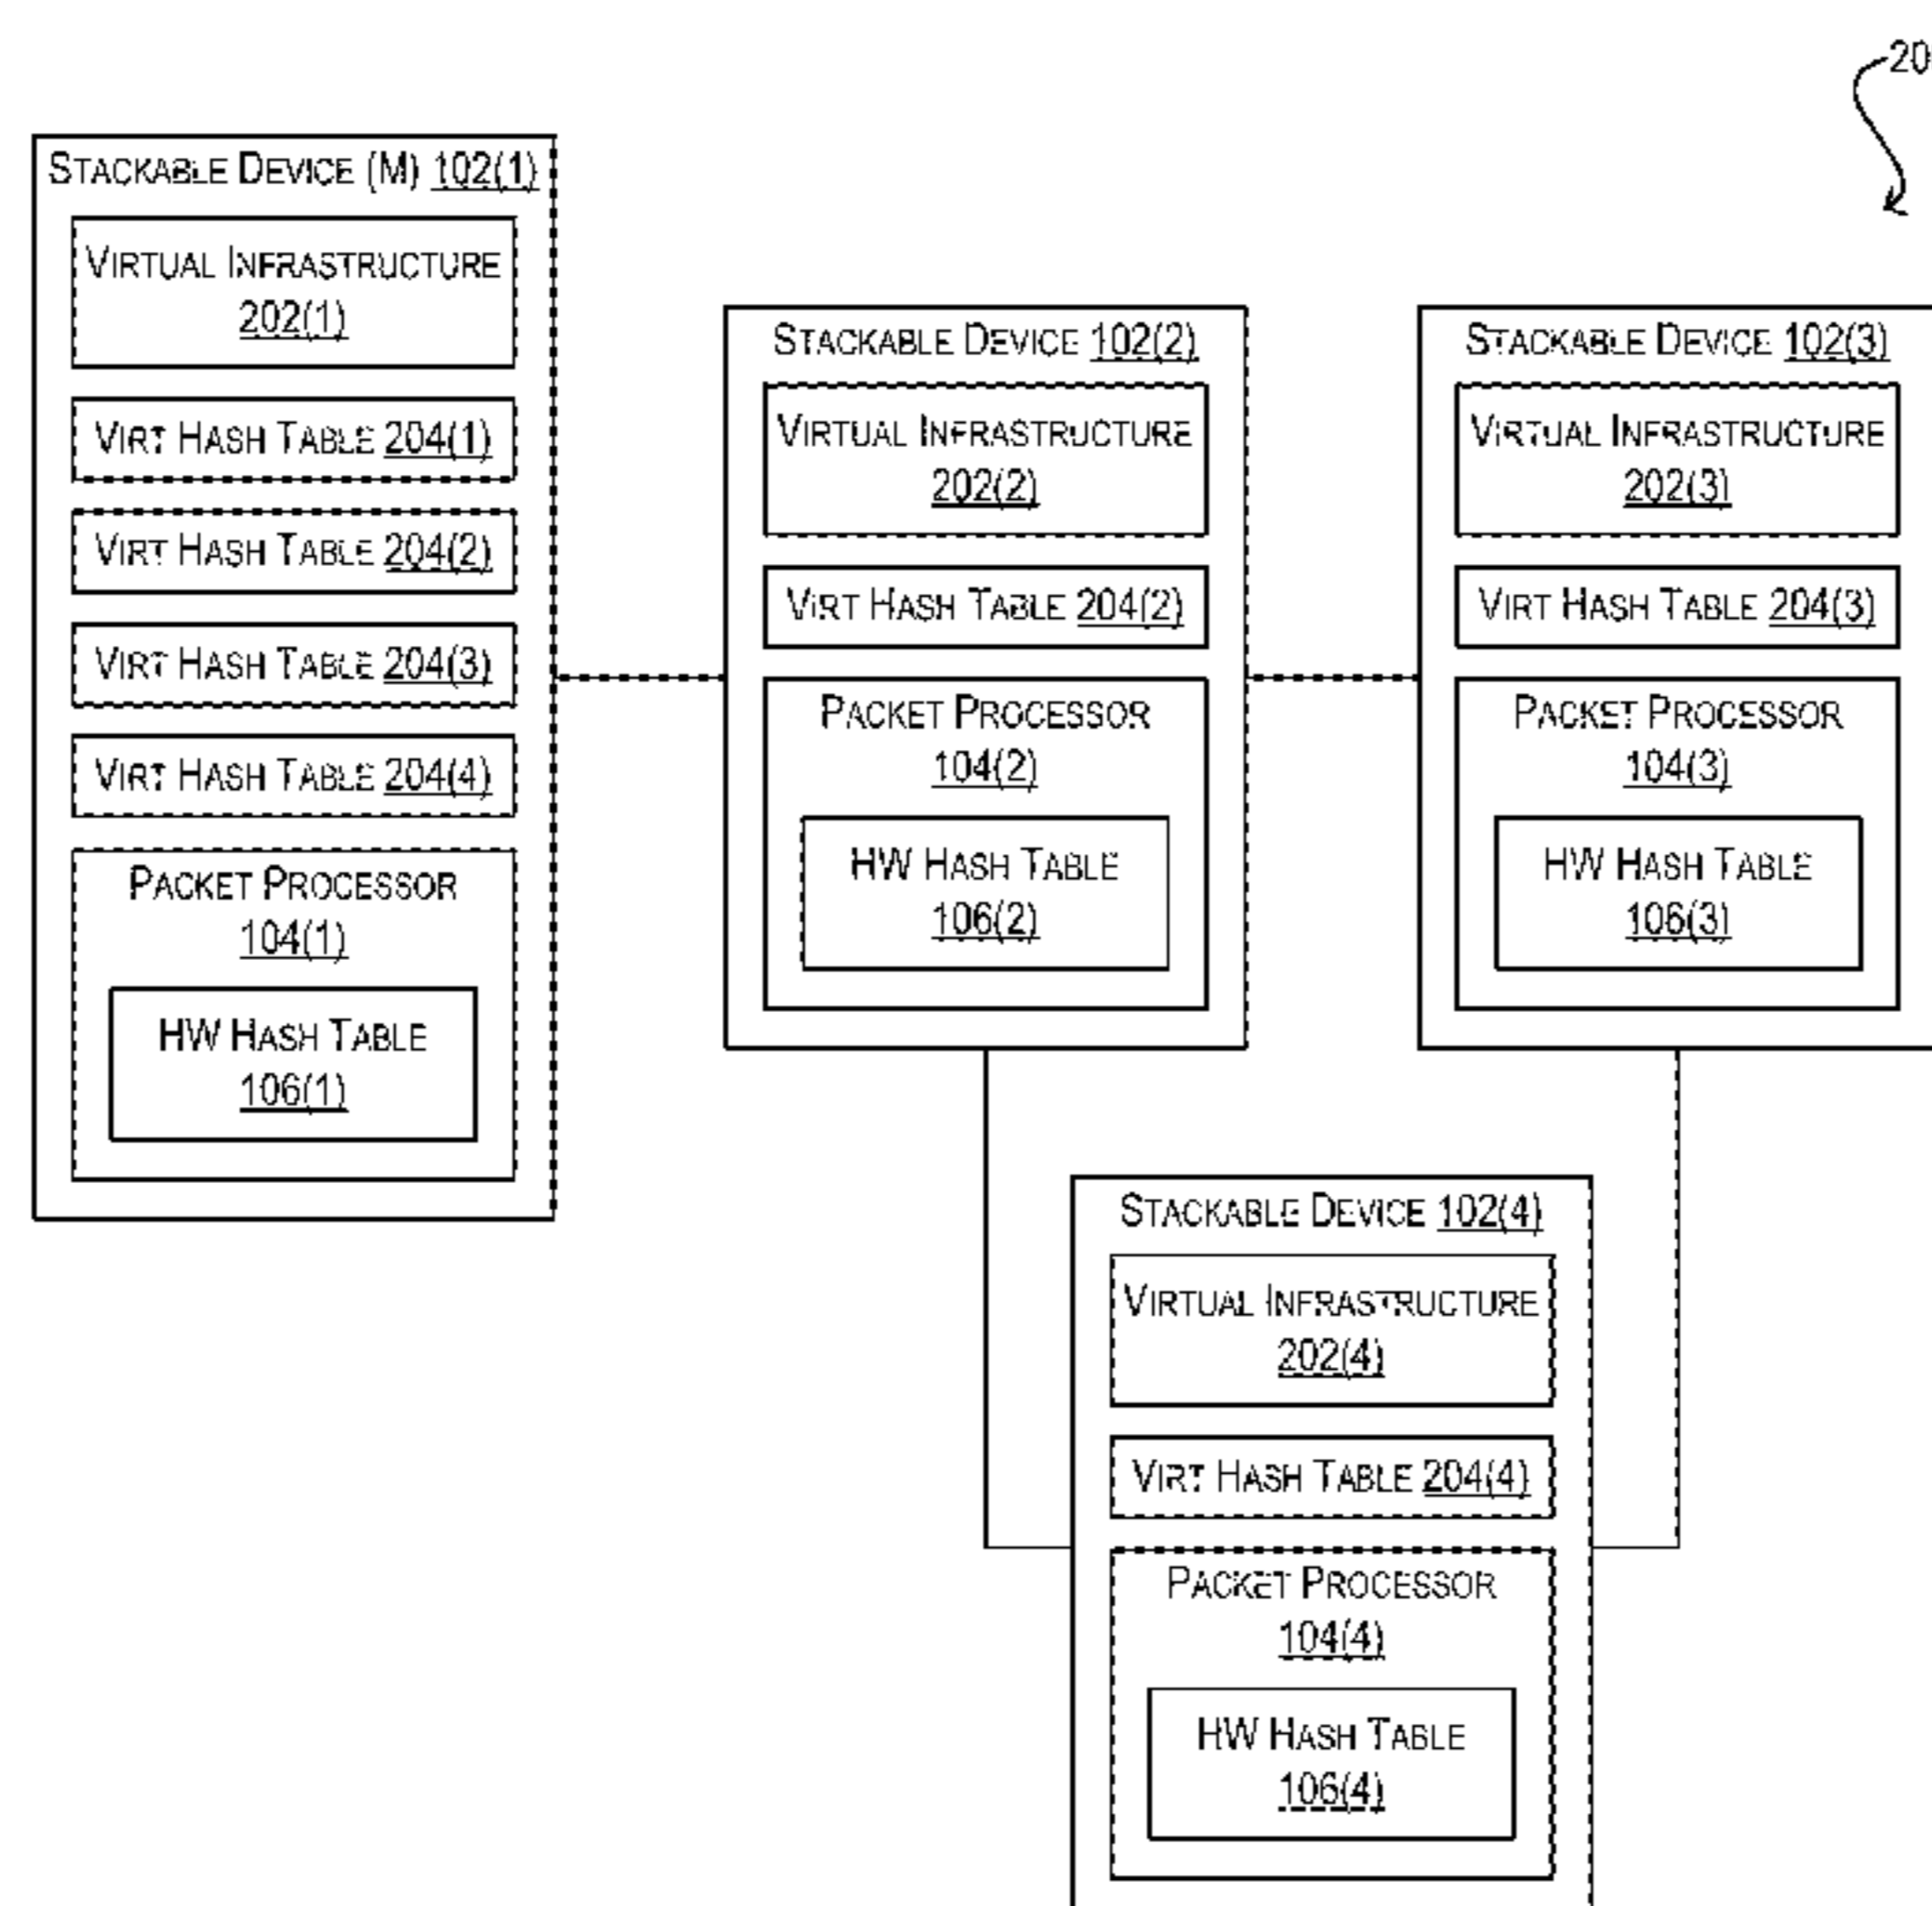 20
STACKABLE DEVICE (M) 102(1)
VIRTUAL INFRASTRUCTURE
202(1)
VIRT HASH TABLE 204(1)
VIRT HASH TABLE 204(2)
VIRT HASH TABLE 204(3)
VIRT HASH TABLE 204(4)
PACKET PROCESSOR
104(1)
HW HASH TABLE
106(1)
STACKABLE DEVICE 102(2)
VIRTUAL INFRASTRUCTURE
202(2)
VIRT HASH TABLE 204(2)
PACKET PROCESSOR
104(2)
HW HASH TABLE
106(2)
STACKABLE DEVICE 102(3)
VIRTUAL INFRASTRUCTURE
202(3)
VIRT HASH TABLE 204(3)
PACKET PROCESSOR
104(3)
HW HASH TABLE
106(3)
STACKABLE DEVICE 102(4)
VIRTUAL INFRASTRUCTURE
202(4)
VIRT HASH TABLE 204(4)
PACKET PROCESSOR
104(4)
HW HASH TABLE
106(4)